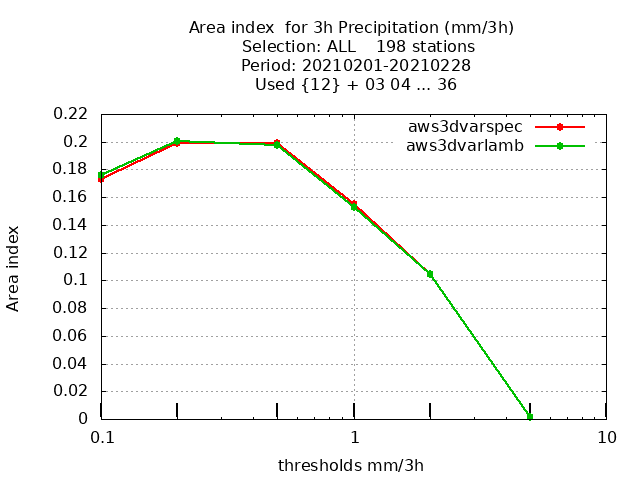 Area index  for 3h Precipitation (mm/3h)
Selection: ALL    198 stations
Period: 20210201-20210228
Used {12} + 03 04 ... 36
aws3dvarspec
aws3dvarlamb
0.22
0.2
0.18
0.16
0.14
0.12
0.1
0.08
0.06
0.04
0.02
0
Area index
0.1 1 10
thresholds mm/3h